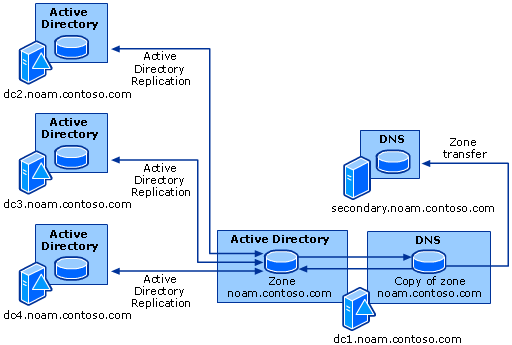 Active
Directory
dc2.noam.contoso.com
Active
Directory
Replication
Active
Directory
dc3.noam.contoso.com
Active
Directory
Replication
Active
Directory
dc4.noam.contoso.com
Active
Directory
Replication
DNS
secondary.noam.contoso.com
Zone
transfer
Active Directory
Zone
noam.contoso.com
DNS
Copy of zone
noam.contoso.com
dc1.noam.contoso.com